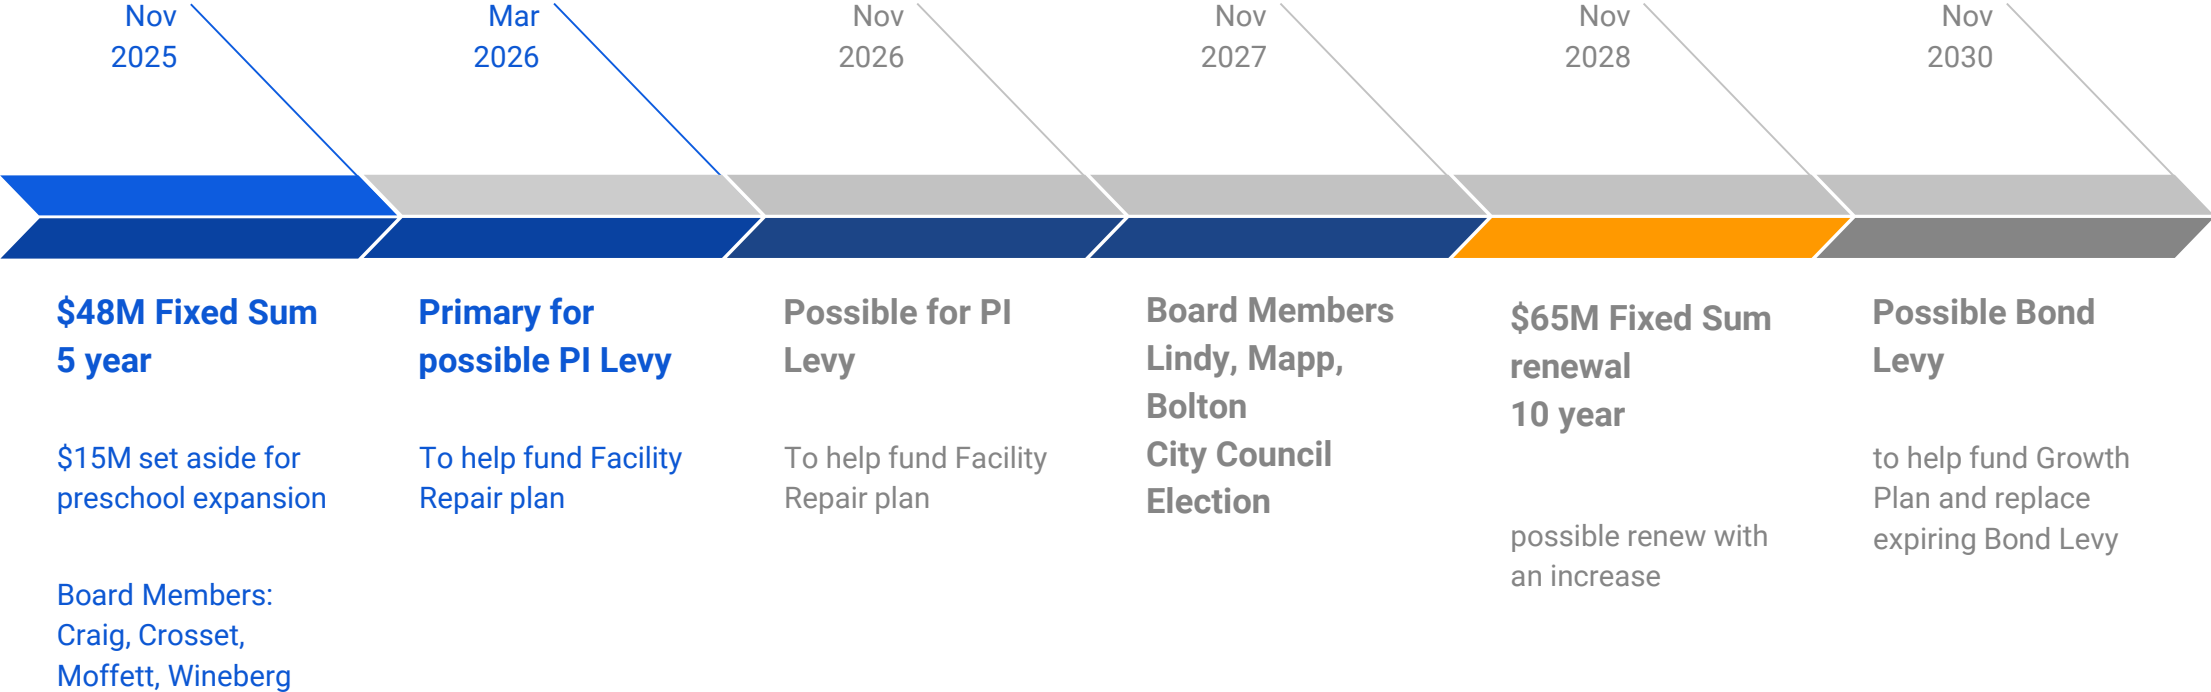 Nov
2025
Mar
2026
Nov
2026
Nov
2027
Nov
2028
Nov
2030
$48M Fixed Sum
5 year
$15M set aside for
preschool expansion
Board Members:
Craig, Crosset,
Moffett, Wineberg
Primary for
possible PI Levy
To help fund Facility
Repair plan
Possible for PI
Levy
To help fund Facility
Repair plan
Board Members
Lindy, Mapp,
Bolton
City Council
Election
$65M Fixed Sum
renewal
10 year
possible renew with
an increase
Possible Bond
Levy
to help fund Growth
Plan and replace
expiring Bond Levy